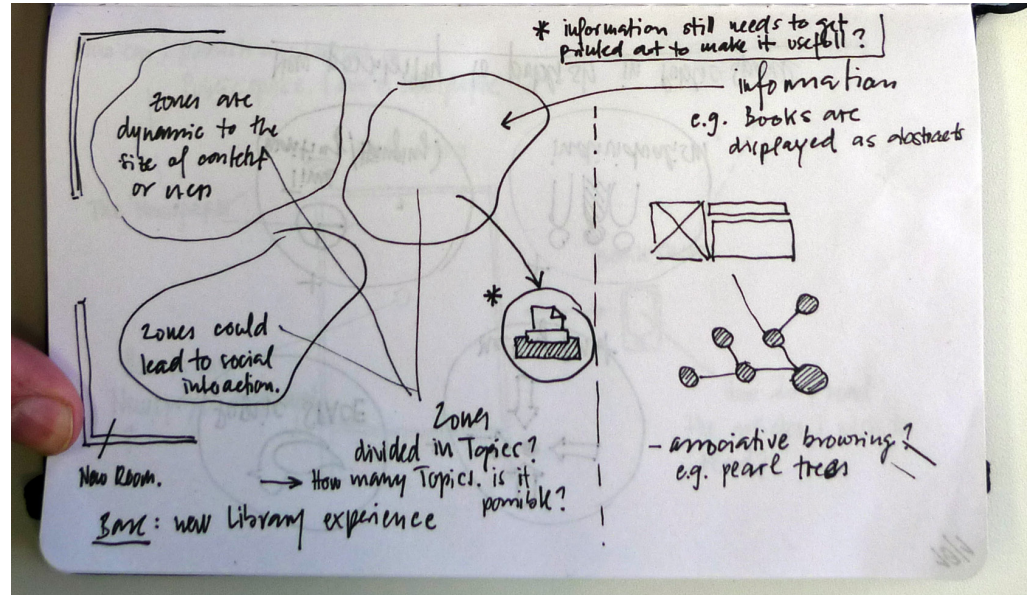 * information still needs to get
printed out to make it usefull?
zones are
dynamic to the
size of content
or users
information
e.g. Books are
displayed as abstracts
*
zones could
lead to social
interaction.
Zones
divided in Topics?
→ How many Topics. is it
possible?
- associative browsing?
e.g. pearl trees
New Room.
Base: new Library experience